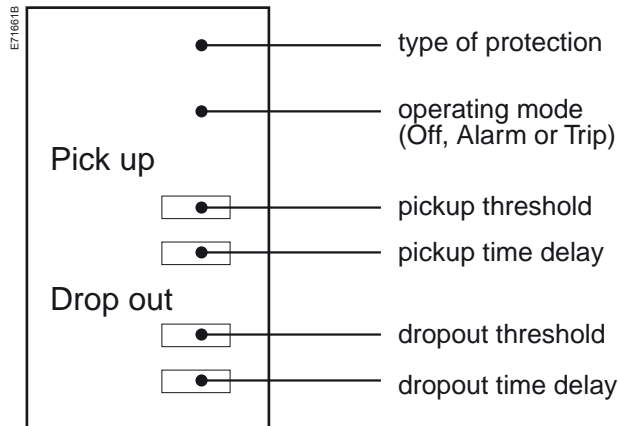 E71661B
type of protection
operating mode
(Off, Alarm or Trip)
Pick up
pickup threshold
pickup time delay
Drop out
dropout threshold
dropout time delay